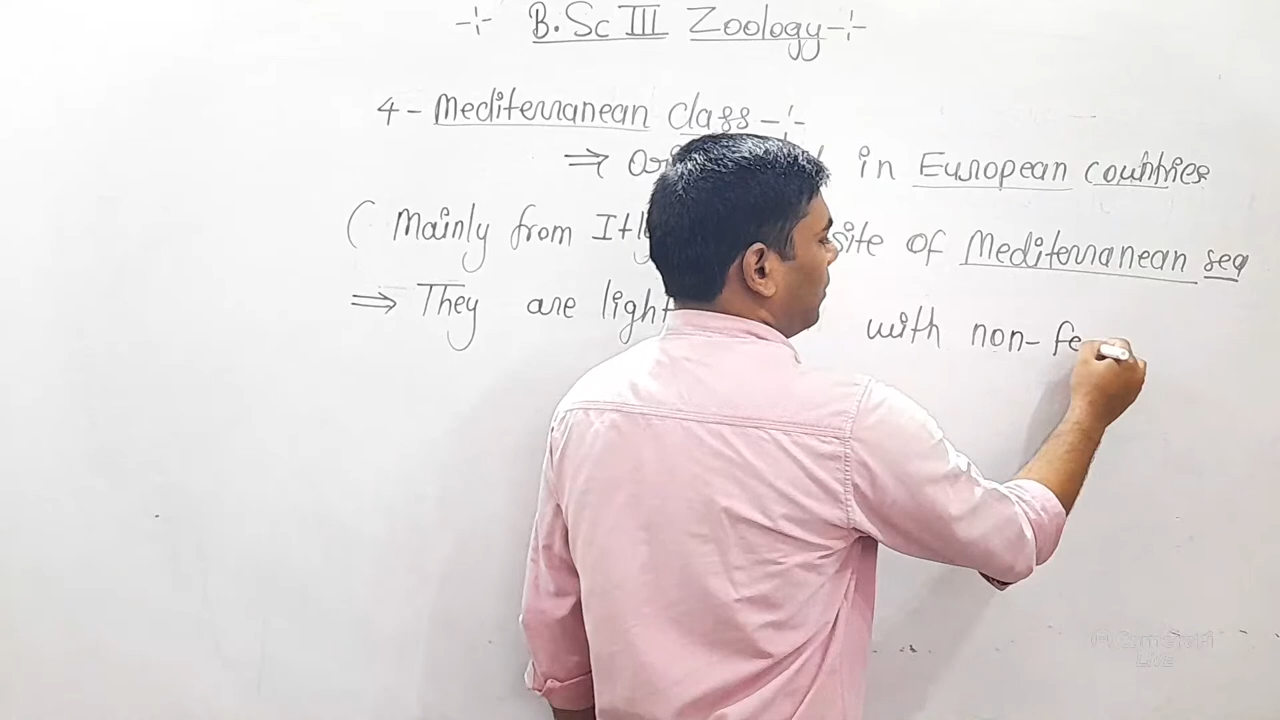 B.Sc III Zoology
4- Mediterranean class
⇒ in European countries
( Mainly from Itly site of Mediterranean sea
⇒ They are light with non-fe